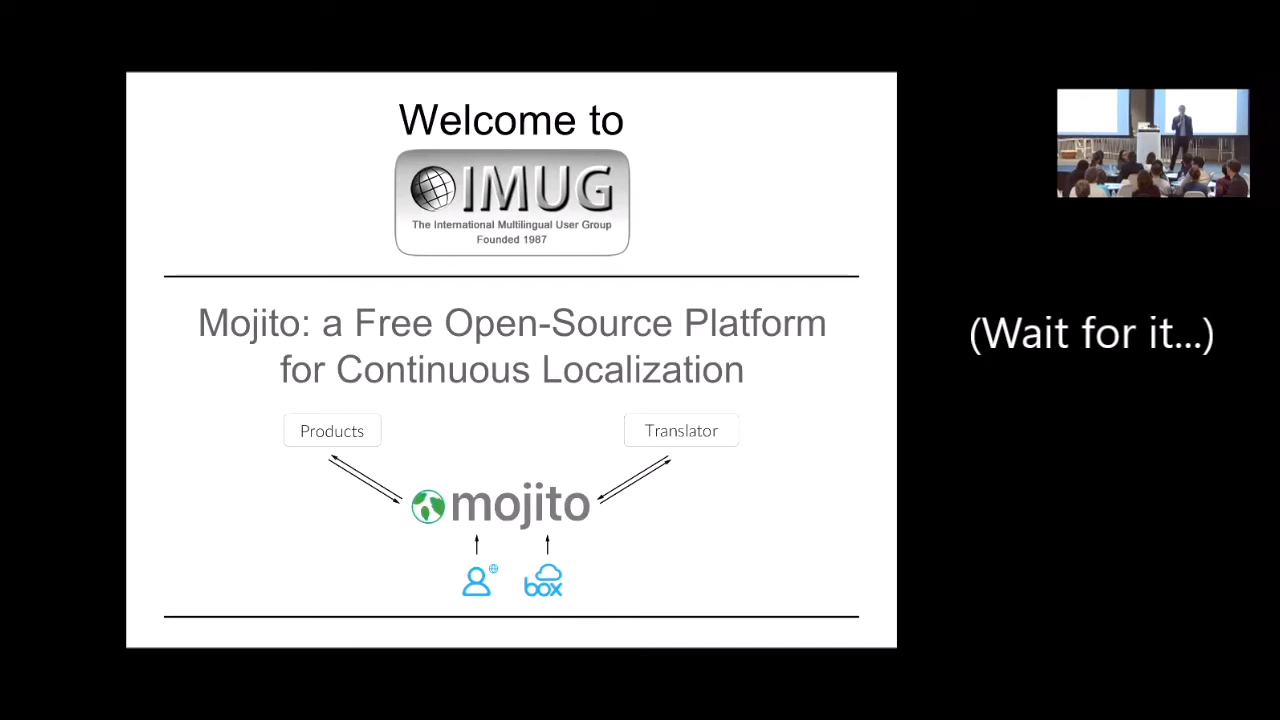 Welcome to
IMUG
The International Multilingual User Group
Founded 1987
Mojito: a Free Open-Source Platform
for Continuous Localization
Products
Translator
mojito
box
(Wait for it...)